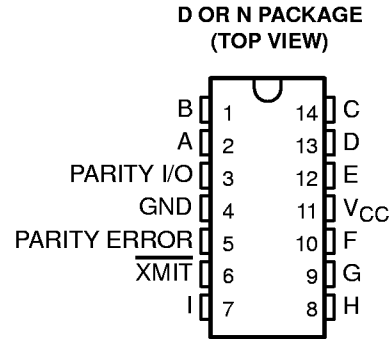 D OR N PACKAGE
(TOP VIEW)
B 1 14 C
A 2 13 D
PARITY I/O 3 12 E
GND 4 11 VCC
PARITY ERROR 5 10 F
XMIT 6 9 G
I 7 8 H